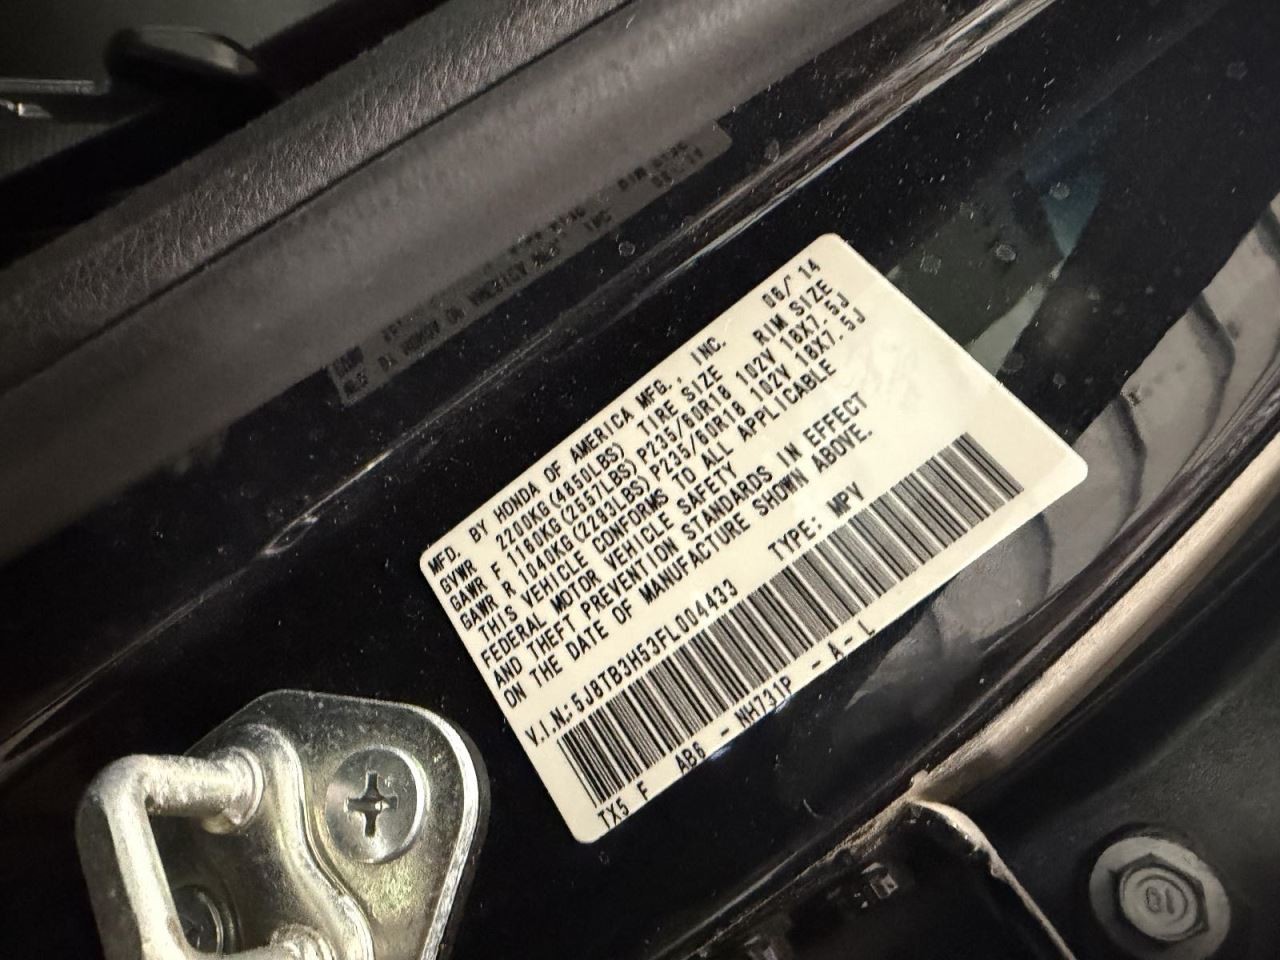 MFD. BY HONDA OF AMERICA MFG., INC. 06/'14
GVWR 2200KG(4850LBS) TIRE SIZE RIM SIZE
GAWR F 1160KG(2557LBS) P235/60R18 102V 18X7.5J
GAWR R 1040KG(2293LBS) P235/60R18 102V 18X7.5J
THIS VEHICLE CONFORMS TO ALL APPLICABLE
FEDERAL MOTOR VEHICLE SAFETY
AND THEFT PREVENTION STANDARDS IN EFFECT
ON THE DATE OF MANUFACTURE SHOWN ABOVE.
V.I.N.: 5J8TB3H53FL004433 TYPE: MPV
TX5 F AB6 - NH731P - A - L
10